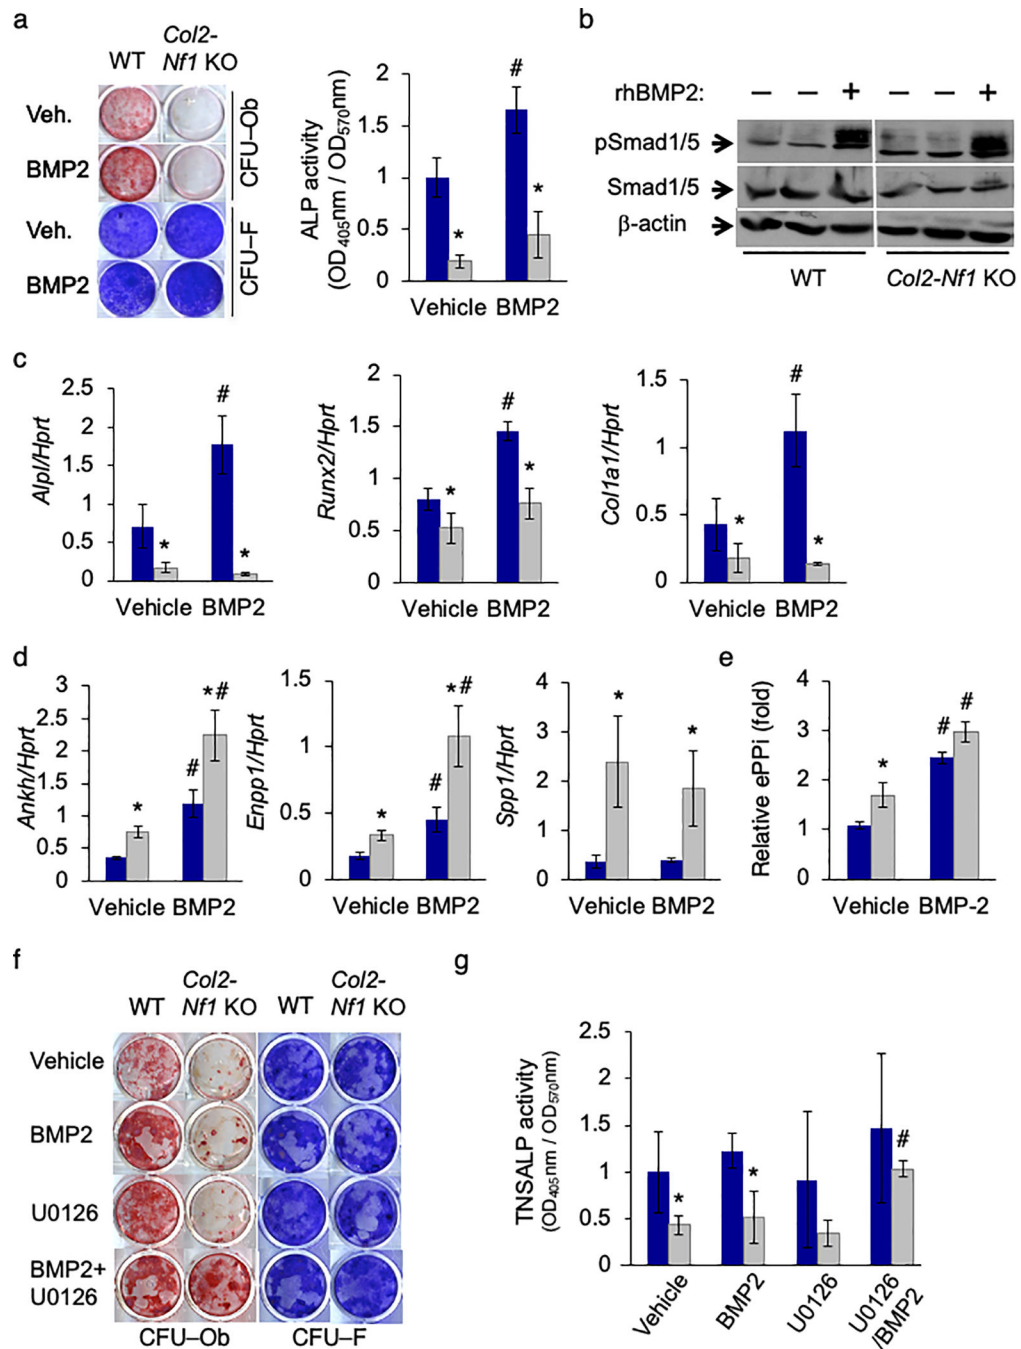 a
WT
Col2-
Nf1 KO
Veh.
BMP2
Veh.
BMP2
CFU–Ob
CFU–F
ALP activity
(OD405nm / OD570nm)
2
1.5
1
0.5
0
#
*
*
Vehicle BMP2
b
rhBMP2: – – + – – +
pSmad1/5
Smad1/5
β-actin
WT
Col2-Nf1 KO
c
Alpl/Hprt
2.5
2
1.5
1
0.5
0
#
*
*
Vehicle BMP2
Runx2/Hprt
2
1.5
1
0.5
0
#
*
*
Vehicle BMP2
Col1a1/Hprt
1.5
1
0.5
0
#
*
*
Vehicle BMP2
d
Ankh/Hprt
3
2.5
2
1.5
1
0.5
0
*
#
*#
Vehicle BMP2
Enpp1/Hprt
1.5
1
0.5
0
*
#
*#
Vehicle BMP2
Spp1/Hprt
4
3
2
1
0
*
*
Vehicle BMP2
e
Relative ePPi (fold)
4
3
2
1
0
*
#
#
Vehicle BMP-2
f
WT
Col2-
Nf1 KO
WT
Col2-
Nf1 KO
Vehicle
BMP2
U0126
BMP2+
U0126
CFU–Ob
CFU–F
g
TNSALP activity
(OD405nm / OD570nm)
2.5
2
1.5
1
0.5
0
*
*
#
Vehicle
BMP2
U0126
U0126
/BMP2